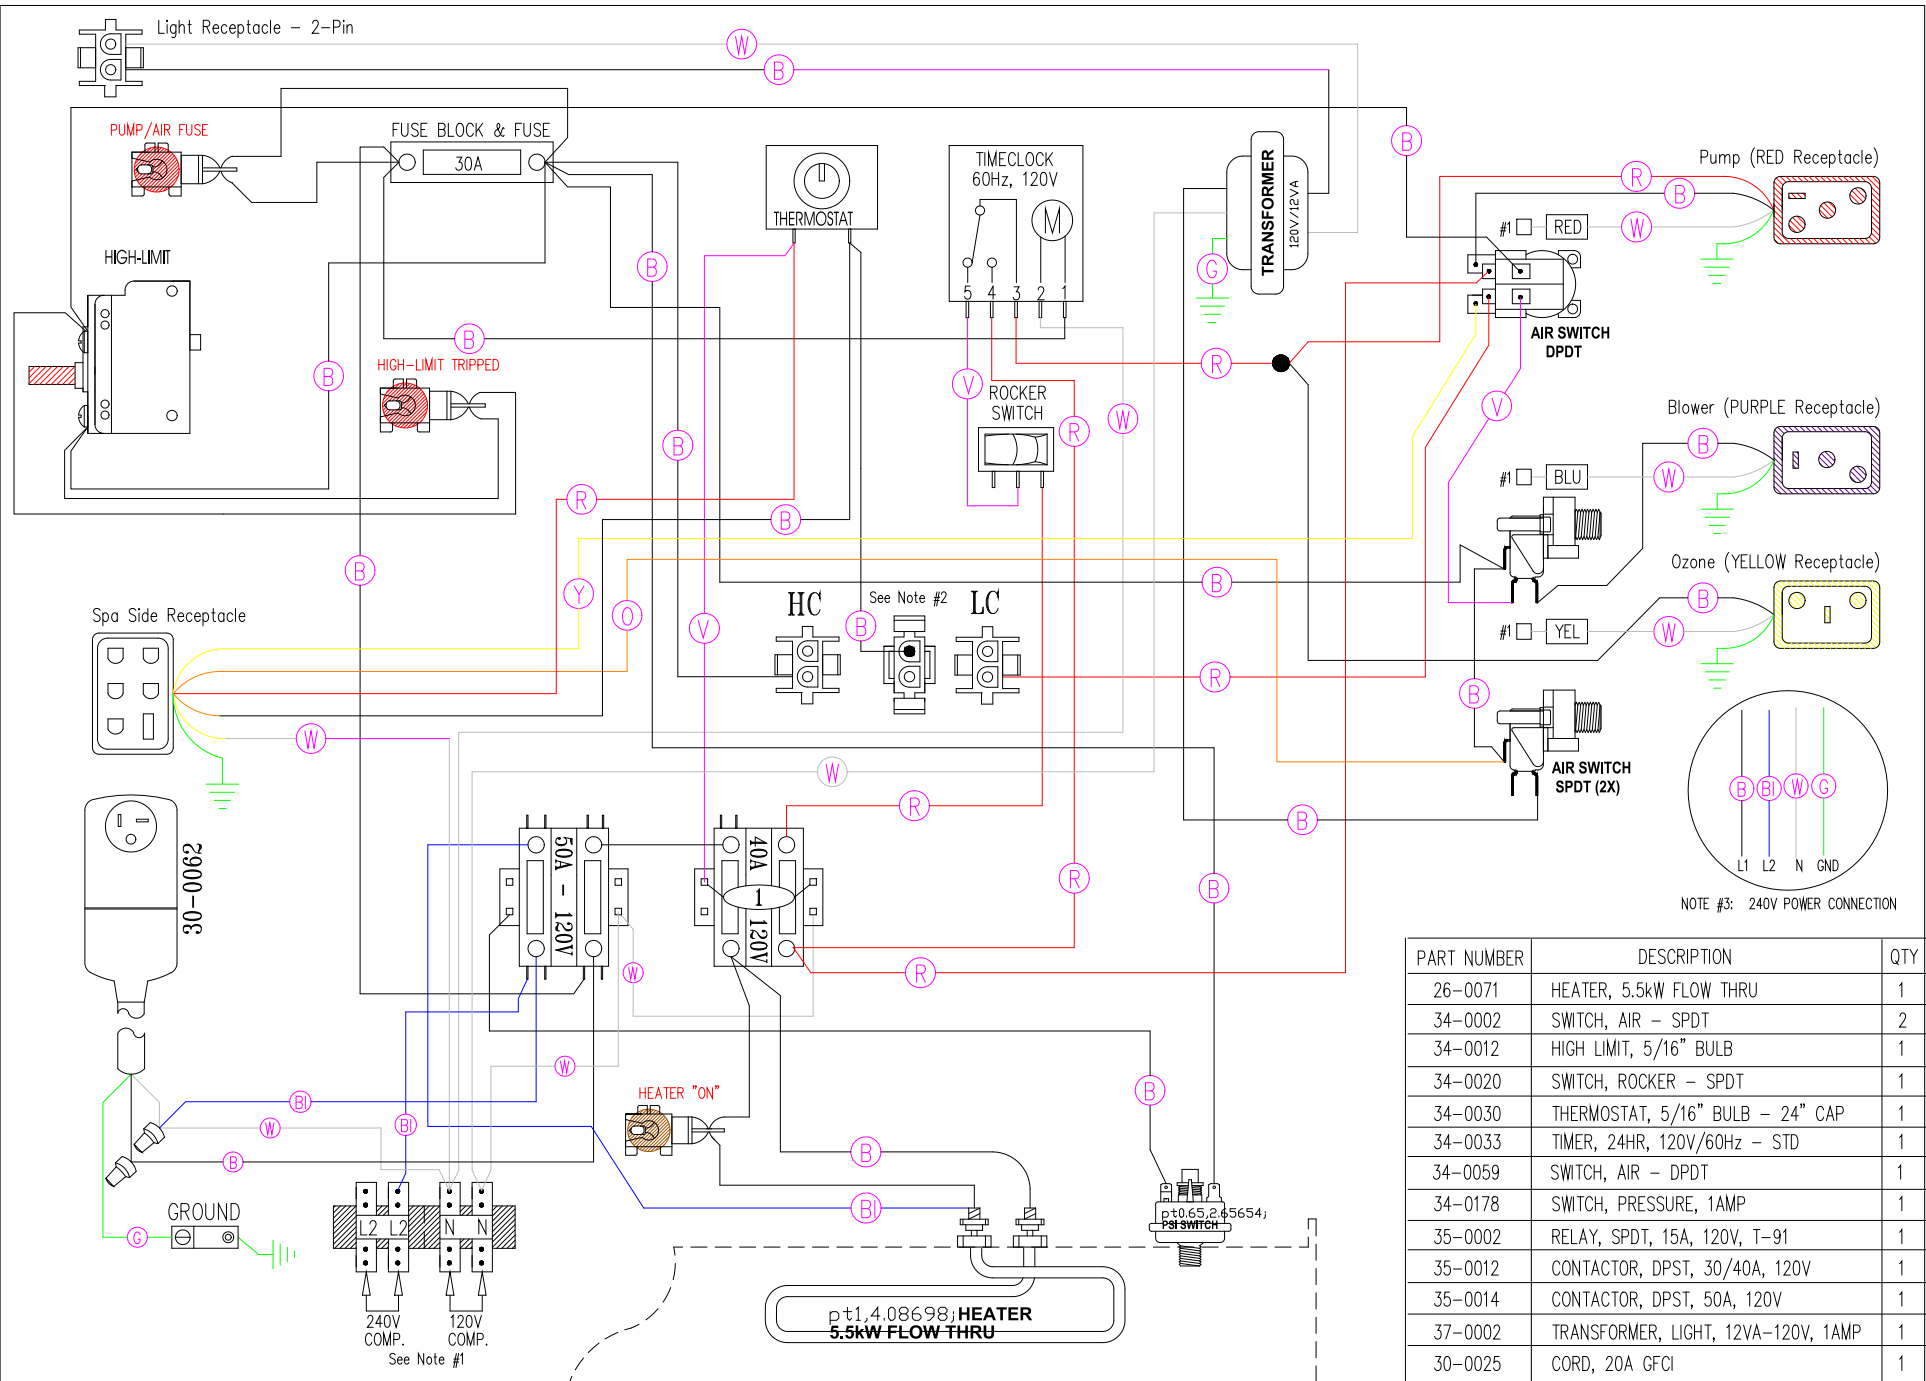 Light Receptacle - 2-Pin
W
B
PUMP/AIR FUSE
FUSE BLOCK & FUSE
30A
THERMOSTAT
TIMECLOCK
60Hz, 120V
M
5 4 3 2 1
TRANSFORMER
120V/12VA
G
B
R
B
Pump (RED Receptacle)
#1
RED
W
AIR SWITCH
DPDT
HIGH-LIMIT
B
B
B
HIGH-LIMIT TRIPPED
R
V
ROCKER
SWITCH
R
W
V
B
Blower (PURPLE Receptacle)
B
#1
BLU
W
R
B
B
Y
O
V
B
Ozone (YELLOW Receptacle)
B
#1
YEL
W
HC
See Note #2
LC
B
R
B
Spa Side Receptacle
W
W
R
B
AIR SWITCH
SPDT (2X)
B
Bl
W
G
L1
L2
N
GND
NOTE #3: 240V POWER CONNECTION
30-0062
50A - 120V
40A
1
120V
R
B
W
R
W
B
Bl
W
Bl
B
HEATER "ON"
B
Bl
GROUND
G
L2
L2
N
N
240V
COMP.
120V
COMP.
See Note #1
pt0.65,2.65654;
PSI SWITCH
pt1,4.08698;HEATER
5.5kW FLOW THRU
PART NUMBER DESCRIPTION QTY
26-0071 HEATER, 5.5kW FLOW THRU 1
34-0002 SWITCH, AIR - SPDT 2
34-0012 HIGH LIMIT, 5/16" BULB 1
34-0020 SWITCH, ROCKER - SPDT 1
34-0030 THERMOSTAT, 5/16" BULB - 24" CAP 1
34-0033 TIMER, 24HR, 120V/60Hz - STD 1
34-0059 SWITCH, AIR - DPDT 1
34-0178 SWITCH, PRESSURE, 1AMP 1
35-0002 RELAY, SPDT, 15A, 120V, T-91 1
35-0012 CONTACTOR, DPST, 30/40A, 120V 1
35-0014 CONTACTOR, DPST, 50A, 120V 1
37-0002 TRANSFORMER, LIGHT, 12VA-120V, 1AMP 1
30-0025 CORD, 20A GFCI 1